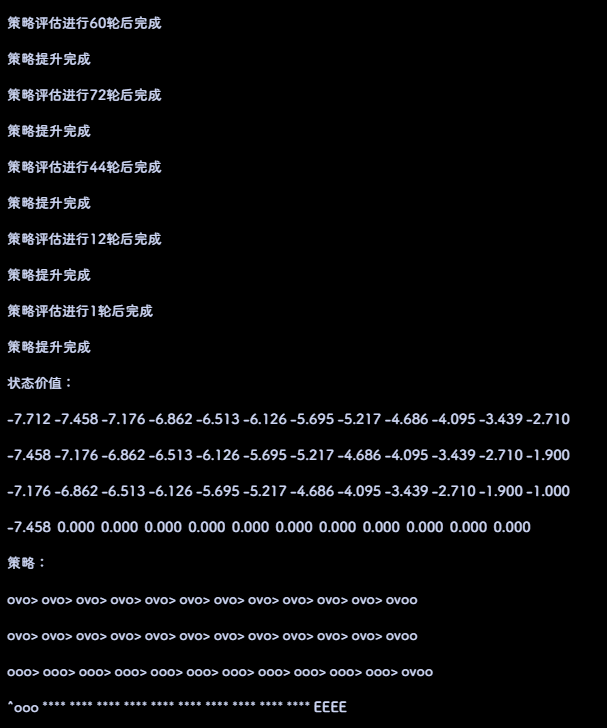 策略评估进行60轮后完成
策略提升完成
策略评估进行72轮后完成
策略提升完成
策略评估进行44轮后完成
策略提升完成
策略评估进行12轮后完成
策略提升完成
策略评估进行1轮后完成
策略提升完成
状态价值：
-7.712 -7.458 -7.176 -6.862 -6.513 -6.126 -5.695 -5.217 -4.686 -4.095 -3.439 -2.710
-7.458 -7.176 -6.862 -6.513 -6.126 -5.695 -5.217 -4.686 -4.095 -3.439 -2.710 -1.900
-7.176 -6.862 -6.513 -6.126 -5.695 -5.217 -4.686 -4.095 -3.439 -2.710 -1.900 -1.000
-7.458 0.000 0.000 0.000 0.000 0.000 0.000 0.000 0.000 0.000 0.000 0.000
策略：
ovo> ovo> ovo> ovo> ovo> ovo> ovo> ovo> ovo> ovo> ovo> ovoo
ovo> ovo> ovo> ovo> ovo> ovo> ovo> ovo> ovo> ovo> ovo> ovoo
ooo> ooo> ooo> ooo> ooo> ooo> ooo> ooo> ooo> ooo> ooo> ovoo
^ooo **** **** **** **** **** **** **** **** **** **** EEEE